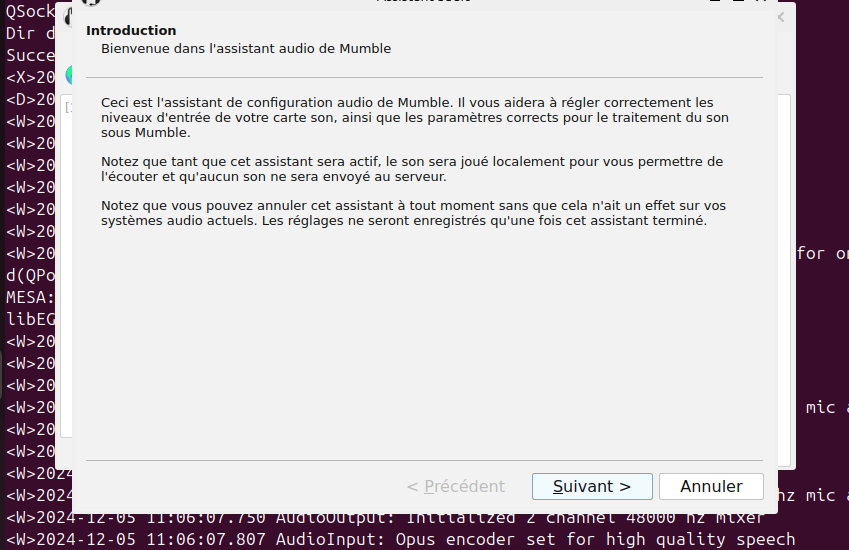 QSock
Introduction
Dir d
Bienvenue dans l'assistant audio de Mumble
Succe
<X>20
<D>20
Ceci est l'assistant de configuration audio de Mumble. Il vous aidera à régler correctement les
<W>20
niveaux d'entrée de votre carte son, ainsi que les paramètres corrects pour le traitement du son
sous Mumble.
<W>20
<W>20
Notez que tant que cet assistant sera actif, le son sera joué localement pour vous permettre de
l'écouter et qu'aucun son ne sera envoyé au serveur.
<W>20
<W>20
Notez que vous pouvez annuler cet assistant à tout moment sans que cela n'ait un effet sur vos
systèmes audio actuels. Les réglages ne seront enregistrés qu'une fois cet assistant terminé.
<W>20
<W>20 for on
d(QPo
MESA:
libEG
<W>20
<W>20
<W>20
<W>20 mic a
<W>20
<W>20
<W>2024
< Précédent Suivant > Annuler
<W>2024 hz mic a
<W>2024-12-05 11:06:07.750 AudioOutput: Initialized 2 channel 48000 hz mixer
<W>2024-12-05 11:06:07.807 AudioInput: Opus encoder set for high quality speech